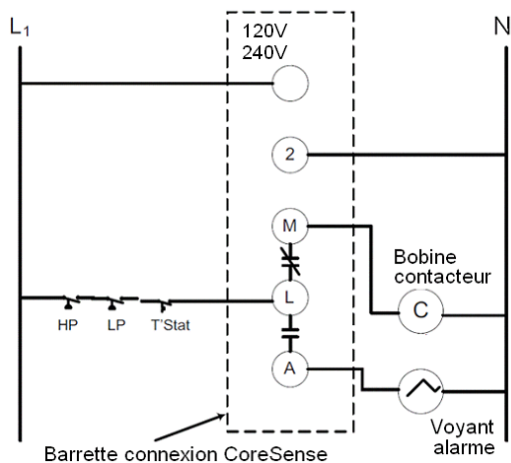 L1
N
120V
240V
2
M
Bobine
contacteur
L
C
HP
LP
T'Stat
A
Voyant
alarme
Barrette connexion CoreSense